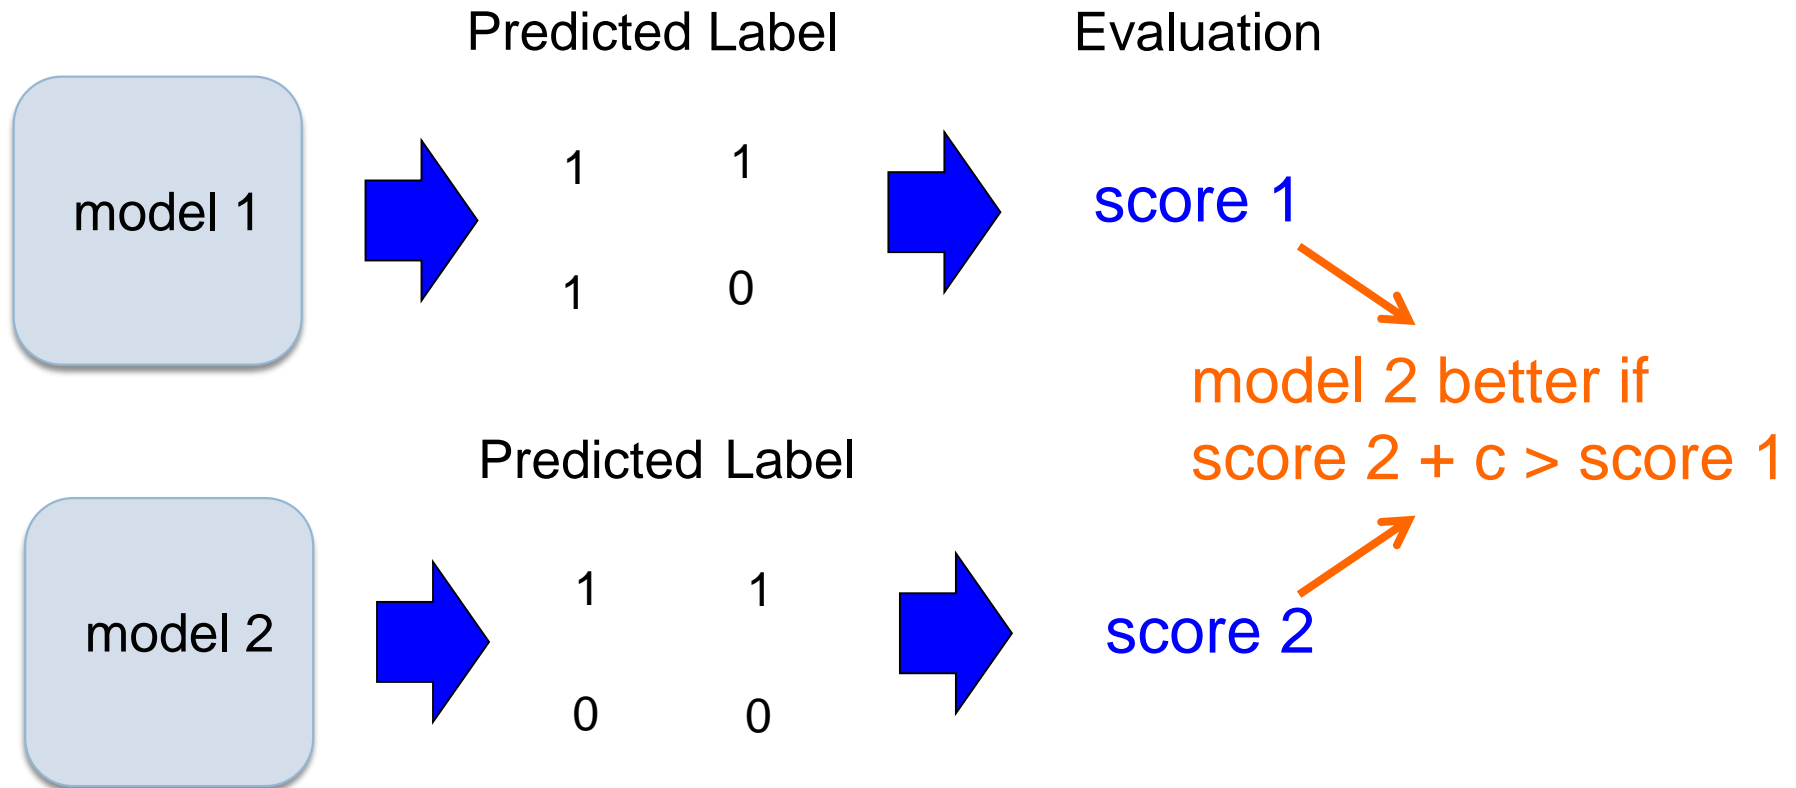 Predicted Label Evaluation
1 1
model 1 score 1
1 0
model 2 better if
score 2 + c > score 1
Predicted Label
1 1
model 2 score 2
0 0